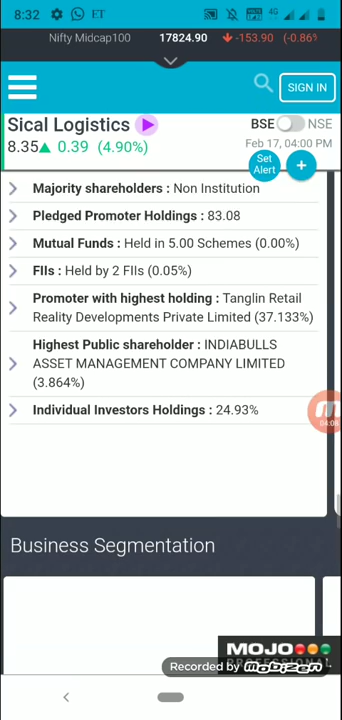 8:32 ET 4G
Nifty Midcap100 17824.90 -153.90
SIGN IN
Sical Logistics BSE NSE
8.35 0.39 (4.90%) Feb 17, 04:00 PM
Set
Alert +
Majority shareholders : Non Institution
Pledged Promoter Holdings : 83.08
Mutual Funds : Held in 5.00 Schemes (0.00%)
FIIs : Held by 2 FIIs (0.05%)
Promoter with highest holding : Tanglin Retail
Reality Developments Private Limited (37.133%)
Highest Public shareholder : INDIABULLS
ASSET MANAGEMENT COMPANY LIMITED
(3.864%)
Individual Investors Holdings : 24.93%
04:08
Business Segmentation
MOJO
Recorded by MOBIZEN